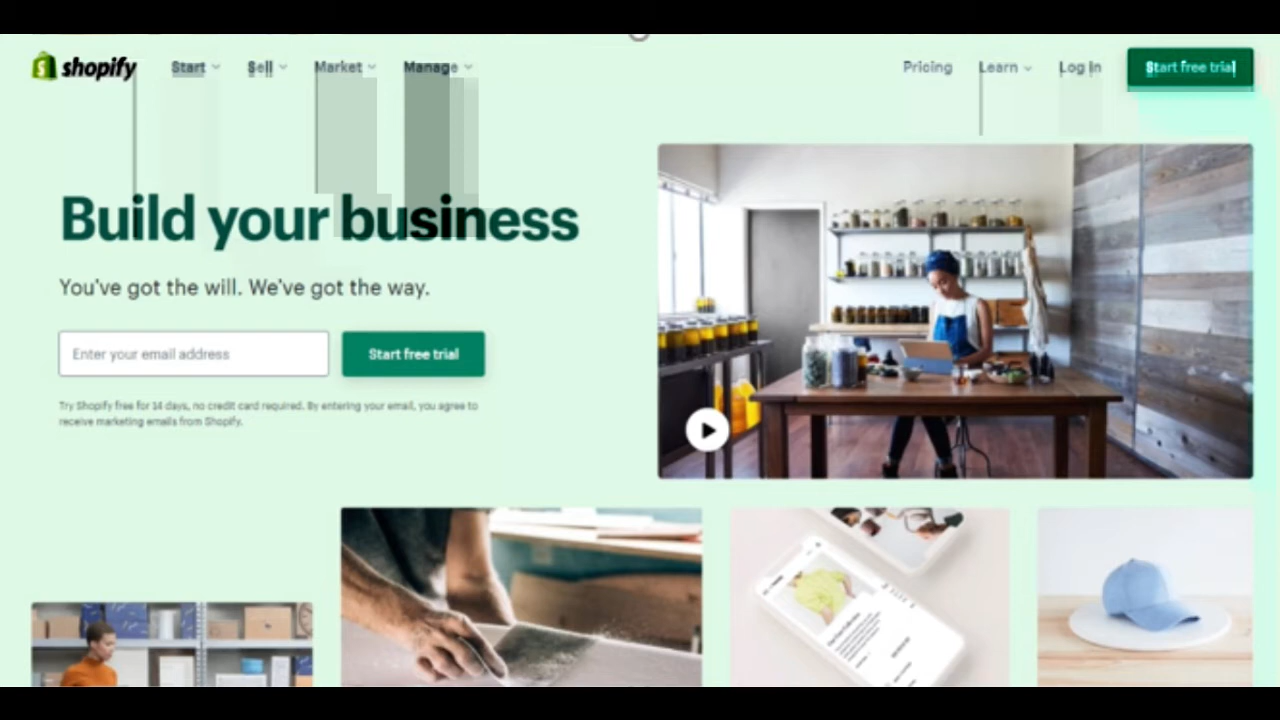 shopify
Start
Sell
Market
Manage
Pricing
Learn
Log in
Start free trial
Build your business
You've got the will. We've got the way.
Enter your email address
Start free trial
Try Shopify free for 14 days, no credit card required. By entering your email, you agree to
receive marketing emails from Shopify.